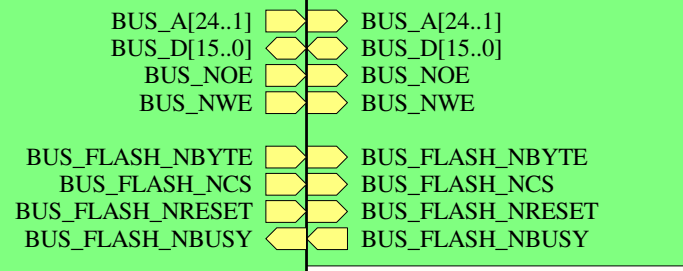 BUS_A[24..1] BUS_A[24..1]
BUS_D[15..0] BUS_D[15..0]
BUS_NOE BUS_NOE
BUS_NWE BUS_NWE
BUS_FLASH_NBYTE BUS_FLASH_NBYTE
BUS_FLASH_NCS BUS_FLASH_NCS
BUS_FLASH_NRESET BUS_FLASH_NRESET
BUS_FLASH_NBUSY BUS_FLASH_NBUSY